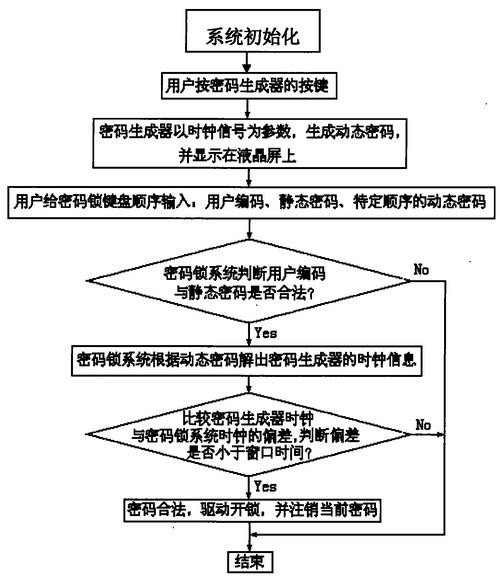 系统初始化
用户按密码生成器的按键
密码生成器以时钟信号为参数，生成动态密码，
并显示在液晶屏上
用户给密码锁键盘顺序输入：用户编码、静态密码、特定顺序的动态密码
密码锁系统判断用户编码
与静态密码是否合法?
No
Yes
密码锁系统根据动态密码解出密码生成器的时钟信息
比较密码生成器时钟
与密码锁系统时钟的偏差,判断偏差
是否小于窗口时间?
No
Yes
密码合法，驱动开锁，并注销当前密码
结束